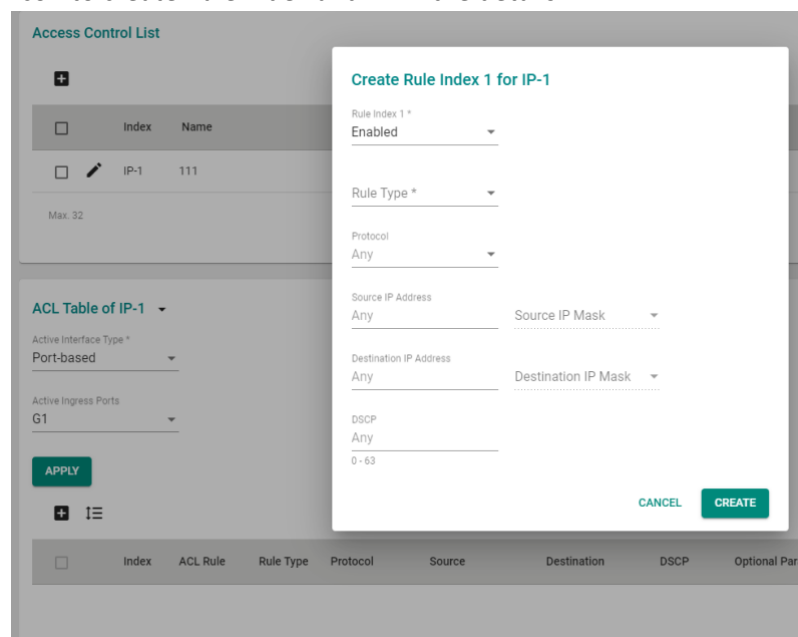 Access Control List
Index Name
IP-1 111
Max. 32
ACL Table of IP-1
Active Interface Type *
Port-based
Active Ingress Ports
G1
APPLY
Index ACL Rule Rule Type Protocol Source Destination DSCP Optional Par
Create Rule Index 1 for IP-1
Rule Index 1 *
Enabled
Rule Type *
Protocol
Any
Source IP Address
Any Source IP Mask
Destination IP Address
Any Destination IP Mask
DSCP
Any
0 - 63
CANCEL CREATE